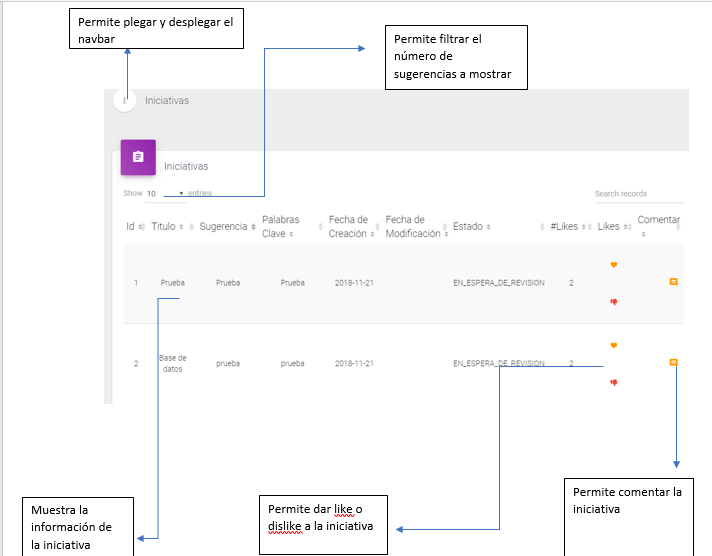 Permite plegar y desplegar el
navbar
Permite filtrar el
número de
sugerencias a mostrar
Iniciativas
Iniciativas
Show 10 entries
Search records
Id Titulo Sugerencia Palabras Clave Fecha de Creación Fecha de Modificación Estado #Likes Likes Comentar
1 Prueba Prueba Prueba 2018-11-21 EN_ESPERA_DE_REVISION 2
2 Base de datos prueba prueba 2018-11-21 EN_ESPERA_DE_REVISION 2
Muestra la
información de
la iniciativa
Permite dar like o
dislike a la iniciativa
Permite comentar la
iniciativa